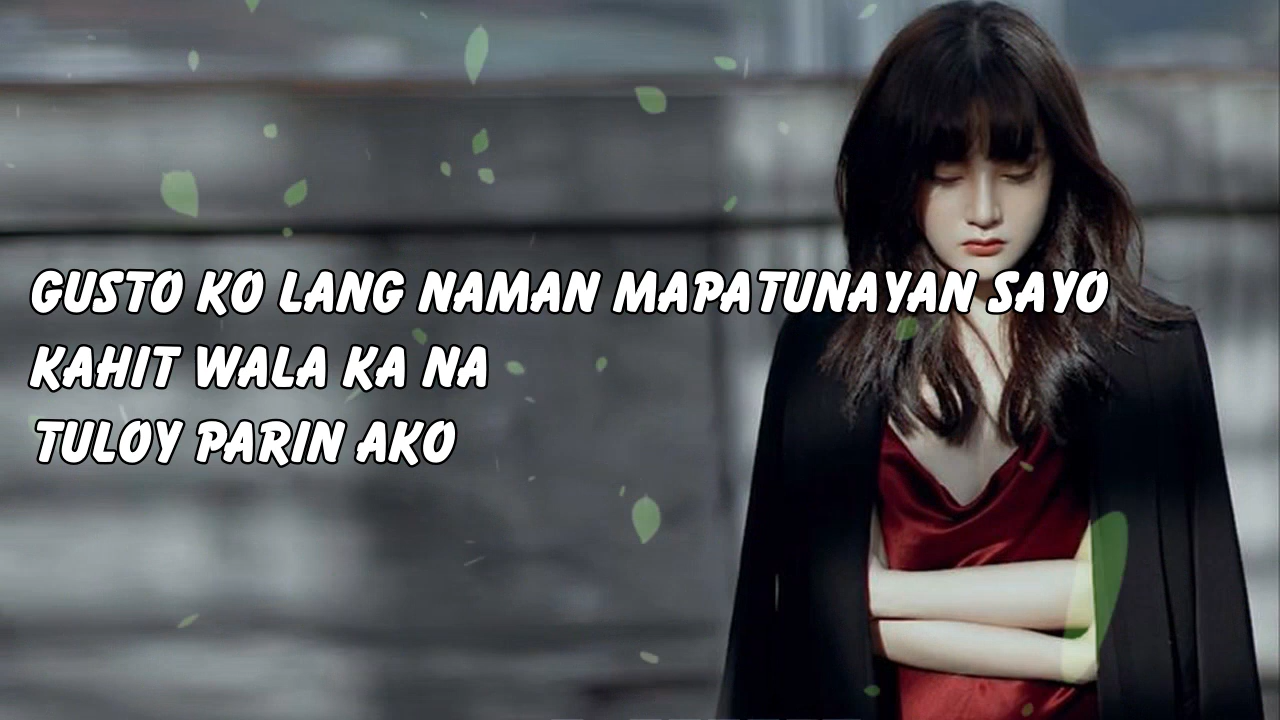 GUSTO KO LANG NAMAN MAPATUNAYAN SAYO
KAHIT WALA KA NA
TULOY PARIN AKO